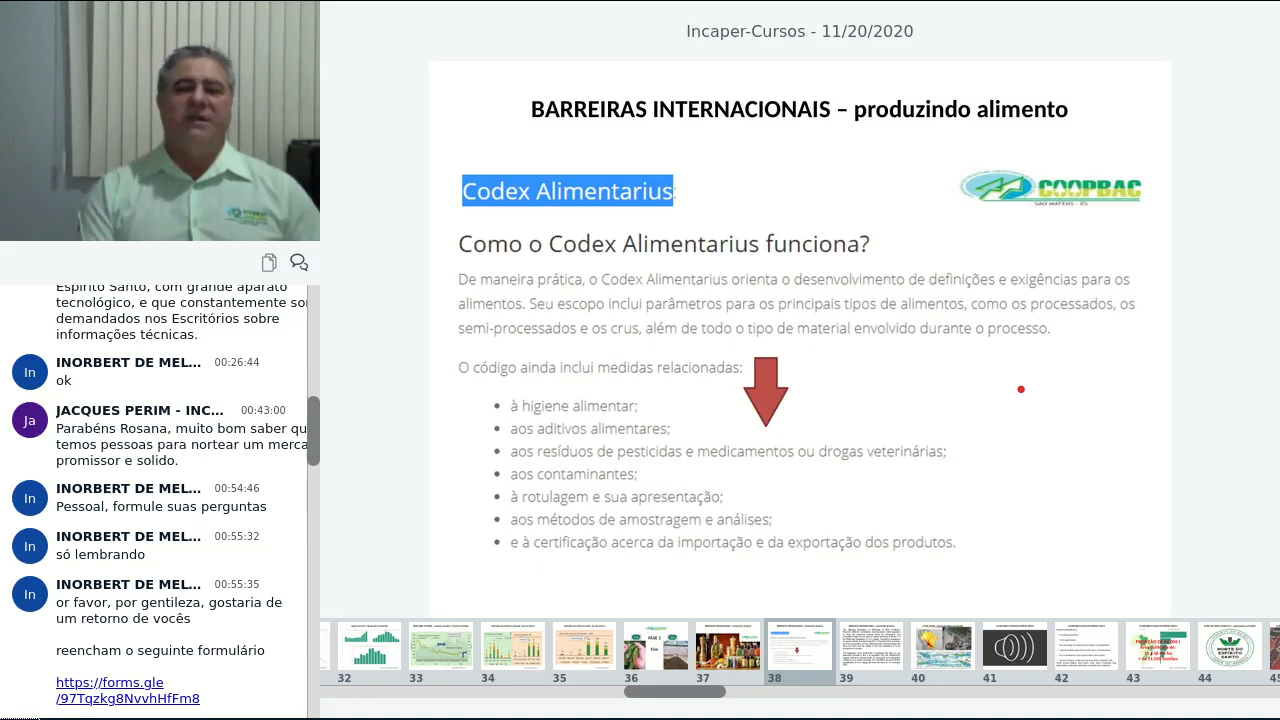 Incaper-Cursos - 11/20/2020
BARREIRAS INTERNACIONAIS – produzindo alimento
Codex Alimentarius:
COOPBAC
SÃO MATEUS - ES
Como o Codex Alimentarius funciona?
De maneira prática, o Codex Alimentarius orienta o desenvolvimento de definições e exigências para os
alimentos. Seu escopo inclui parâmetros para os principais tipos de alimentos, como os processados, os
semi-processados e os crus, além de todo o tipo de material envolvido durante o processo.
O código ainda inclui medidas relacionadas:
• à higiene alimentar;
• aos aditivos alimentares;
• aos resíduos de pesticidas e medicamentos ou drogas veterinárias;
• aos contaminantes;
• à rotulagem e sua apresentação;
• aos métodos de amostragem e análises;
• e à certificação acerca da importação e da exportação dos produtos.
COOPBAC
Espírito Santo, com grande aparato
tecnológico, e que constantemente so
demandados nos Escritórios sobre
informações técnicas.
In
INORBERT DE MEL... 00:26:44
ok
Ja
JACQUES PERIM - INC... 00:43:00
Parabéns Rosana, muito bom saber qu
temos pessoas para nortear um merca
promissor e solido.
In
INORBERT DE MEL... 00:54:46
Pessoal, formule suas perguntas
In
INORBERT DE MEL... 00:55:32
só lembrando
In
INORBERT DE MEL... 00:55:35
or favor, por gentileza, gostaria de
um retorno de vocês
reencham o seguinte formulário
https://forms.gle
/97Tqzkg8NvvhHfFm8
FASE 1
32 33 34 35 36 37 38 39 40 41 42 43 44 45